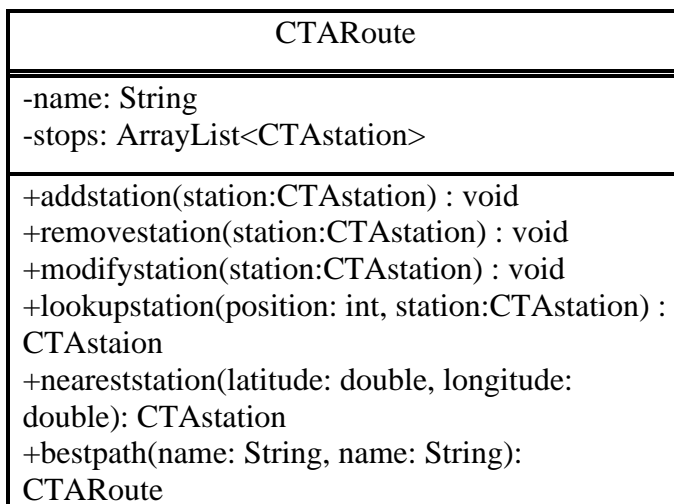 CTARoute
-name: String
-stops: ArrayList<CTAstation>
+addstation(station:CTAstation) : void
+removestation(station:CTAstation) : void
+modifystation(station:CTAstation) : void
+lookupstation(position: int, station:CTAstation) :
CTAstaion
+neareststation(latitude: double, longitude:
double): CTAstation
+bestpath(name: String, name: String):
CTARoute